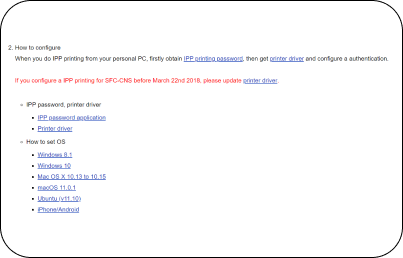 2. How to configure
When you do IPP printing from your personal PC, firstly obtain IPP printing password, then get printer driver and configure a authentication.
If you configure a IPP printing for SFC-CNS before March 22nd 2018, please update printer driver.
IPP password, printer driver
IPP password application
Printer driver
How to set OS
Windows 8.1
Windows 10
Mac OS X 10.13 to 10.15
macOS 11.0.1
Ubuntu (v11.10)
iPhone/Android